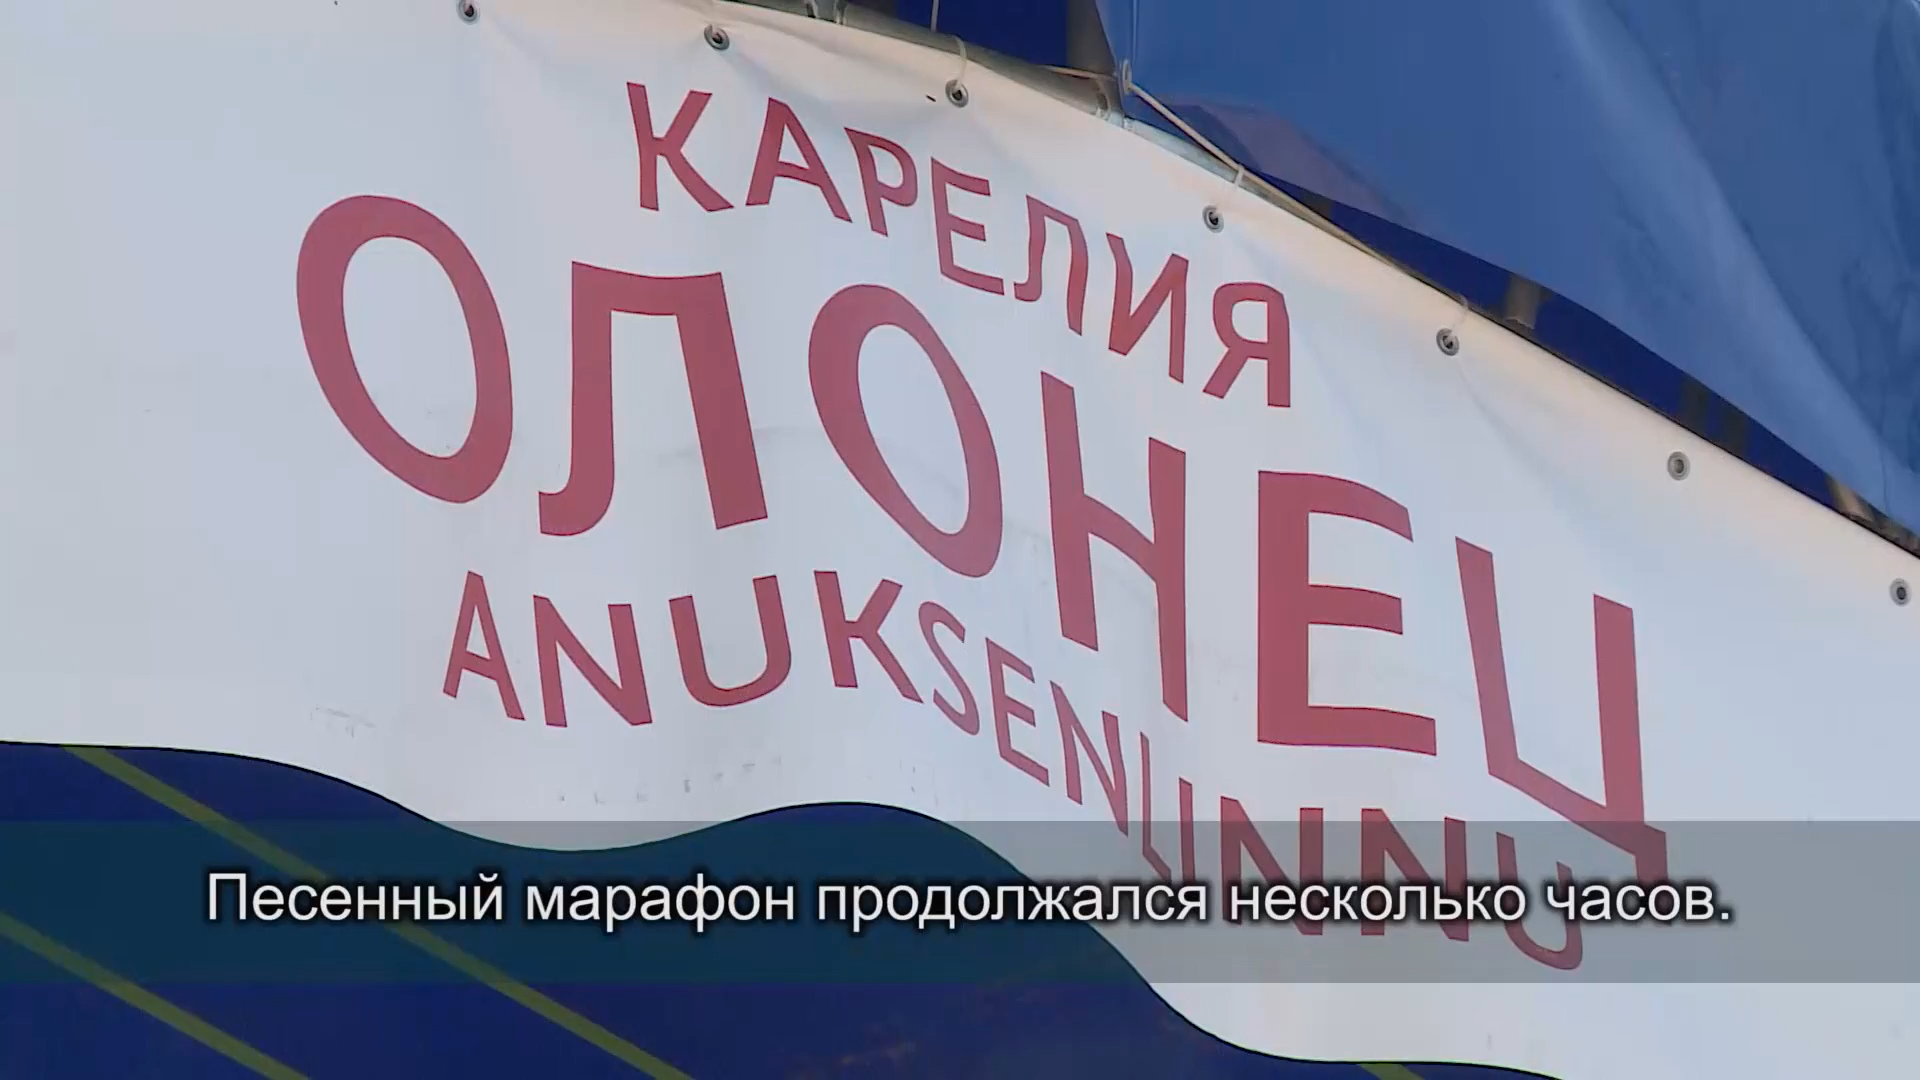 КАРЕЛИЯ
ОЛОНЕЦ
ANUKSENLINNU
Песенный марафон продолжался несколько часов.